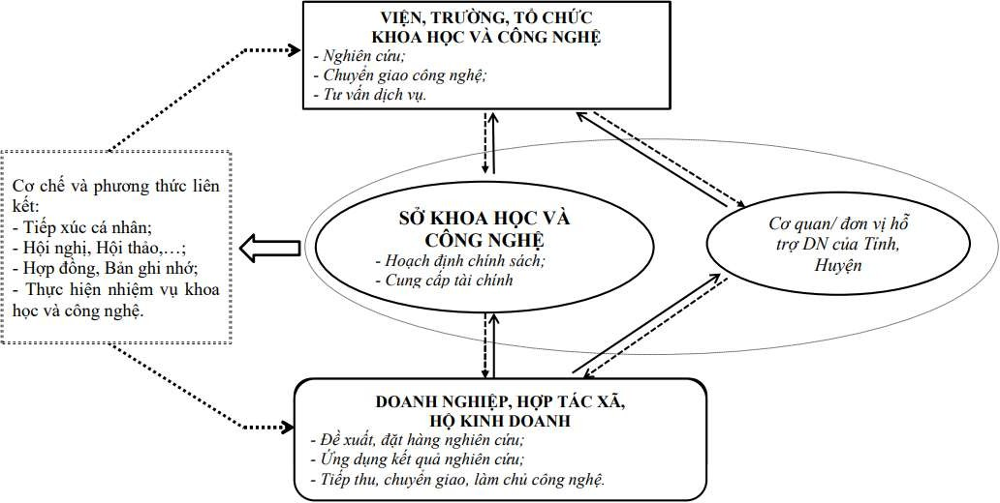 VIỆN, TRƯỜNG, TỔ CHỨC
KHOA HỌC VÀ CÔNG NGHỆ
- Nghiên cứu;
- Chuyển giao công nghệ;
- Tư vấn dịch vụ.
Cơ chế và phương thức liên
kết:
- Tiếp xúc cá nhân;
- Hội nghị, Hội thảo,…;
- Hợp đồng, Bản ghi nhớ;
- Thực hiện nhiệm vụ khoa
học và công nghệ.
SỞ KHOA HỌC VÀ
CÔNG NGHỆ
- Hoạch định chính sách;
- Cung cấp tài chính
Cơ quan/ đơn vị hỗ
trợ DN của Tỉnh,
Huyện
DOANH NGHIỆP, HỢP TÁC XÃ,
HỘ KINH DOANH
- Đề xuất, đặt hàng nghiên cứu;
- Ứng dụng kết quả nghiên cứu;
- Tiếp thu, chuyển giao, làm chủ công nghệ.